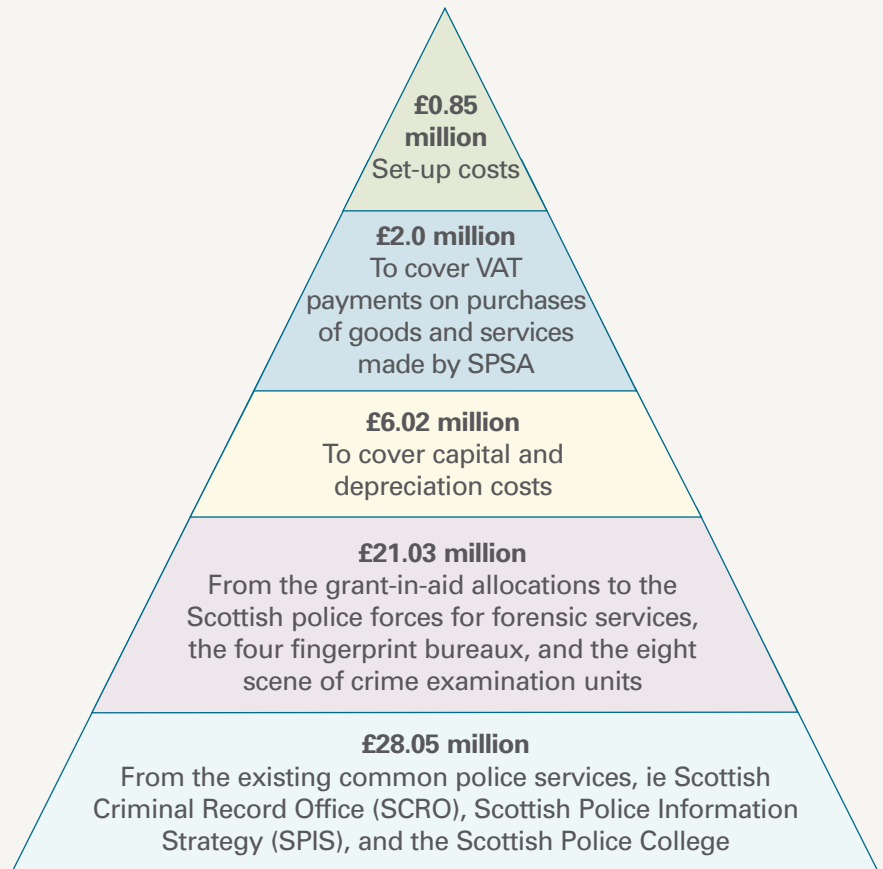 £0.85
million
Set-up costs
£2.0 million
To cover VAT
payments on purchases
of goods and services
made by SPSA
£6.02 million
To cover capital and
depreciation costs
£21.03 million
From the grant-in-aid allocations to the
Scottish police forces for forensic services,
the four fingerprint bureaux, and the eight
scene of crime examination units
£28.05 million
From the existing common police services, ie Scottish
Criminal Record Office (SCRO), Scottish Police Information
Strategy (SPIS), and the Scottish Police College